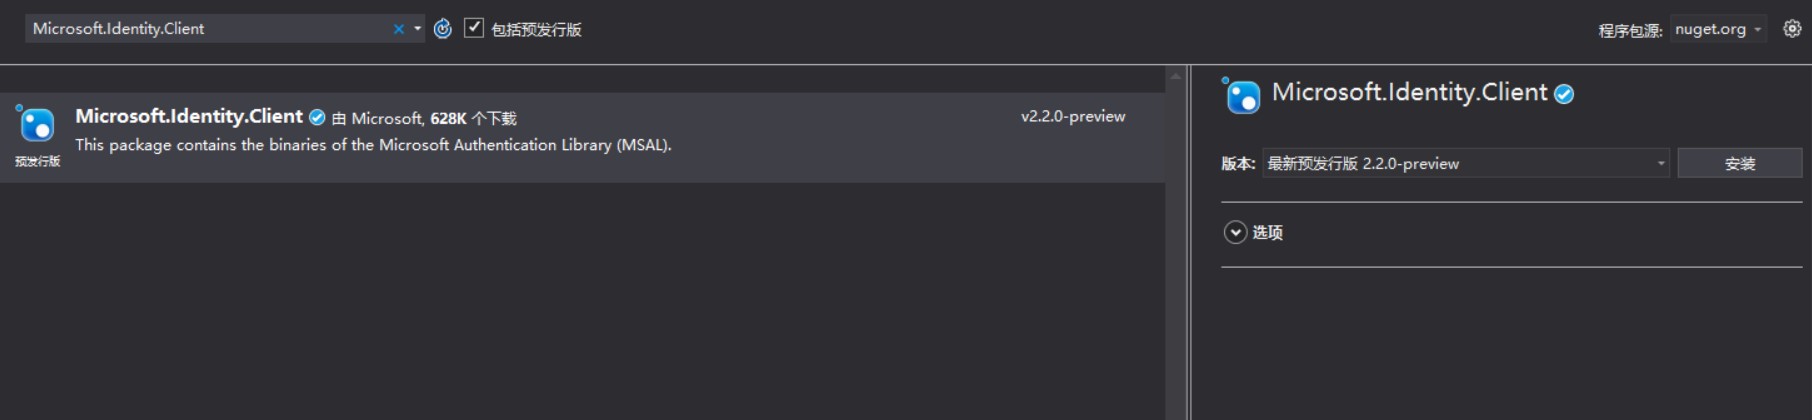 Microsoft.Identity.Client
包括预发行版
程序包源: nuget.org
Microsoft.Identity.Client 由 Microsoft, 628K 个下载
v2.2.0-preview
This package contains the binaries of the Microsoft Authentication Library (MSAL).
预发行版
Microsoft.Identity.Client
版本: 最新预发行版 2.2.0-preview
安装
选项